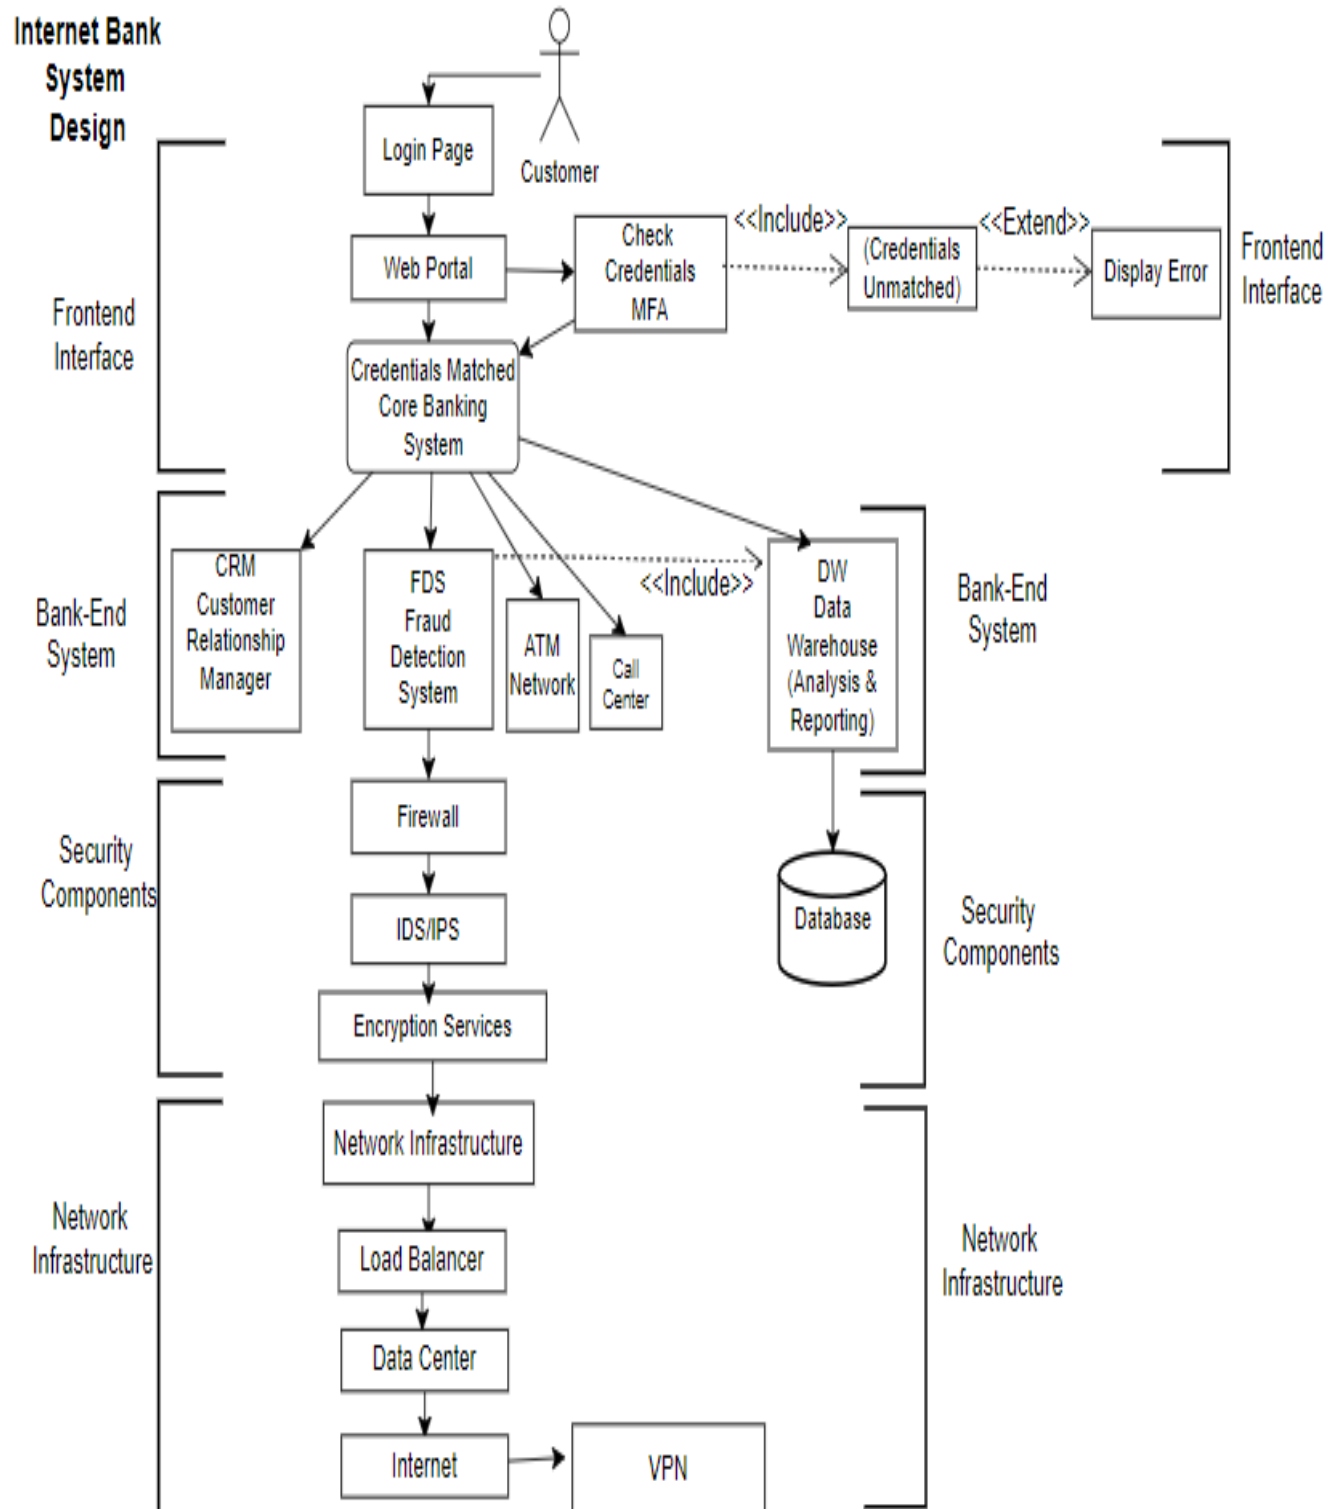 Internet Bank
System
Design
Login Page
Customer
Web Portal
Check
Credentials
MFA
<<Include>>
(Credentials
Unmatched)
<<Extend>>
Display Error
Frontend
Interface
Frontend
Interface
Credentials Matched
Core Banking
System
Bank-End
System
CRM
Customer
Relationship
Manager
FDS
Fraud
Detection
System
ATM
Network
Call
Center
<<Include>>
DW
Data
Warehouse
(Analysis &
Reporting)
Bank-End
System
Security
Components
Firewall
IDS/IPS
Encryption Services
Database
Security
Components
Network
Infrastructure
Network Infrastructure
Load Balancer
Data Center
Internet
VPN
Network
Infrastructure